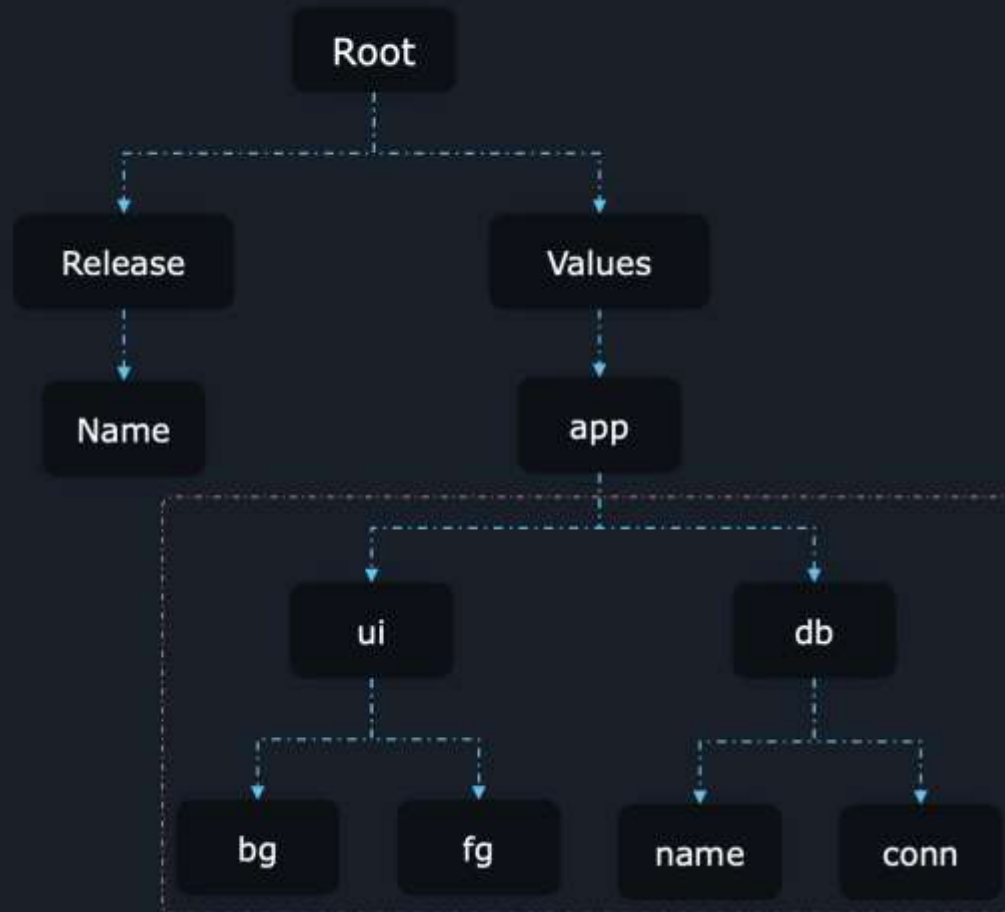 Root
Release
Values
Name
app
ui
db
bg
fg
name
conn